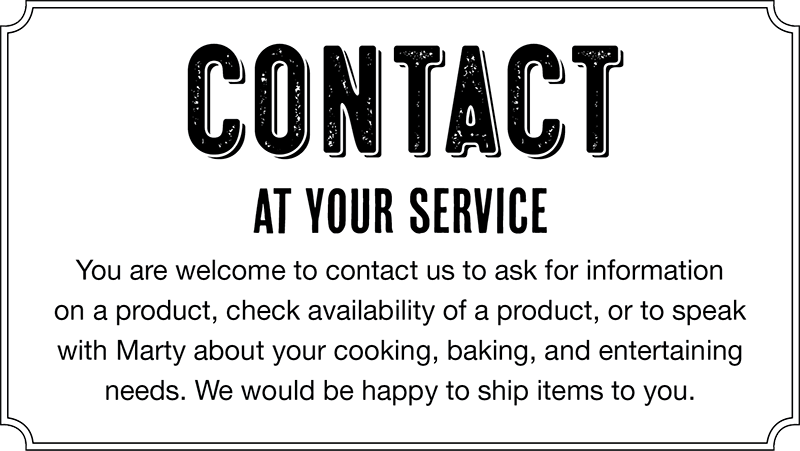 CONTACT
AT YOUR SERVICE
You are welcome to contact us to ask for information
on a product, check availability of a product, or to speak
with Marty about your cooking, baking, and entertaining
needs. We would be happy to ship items to you.